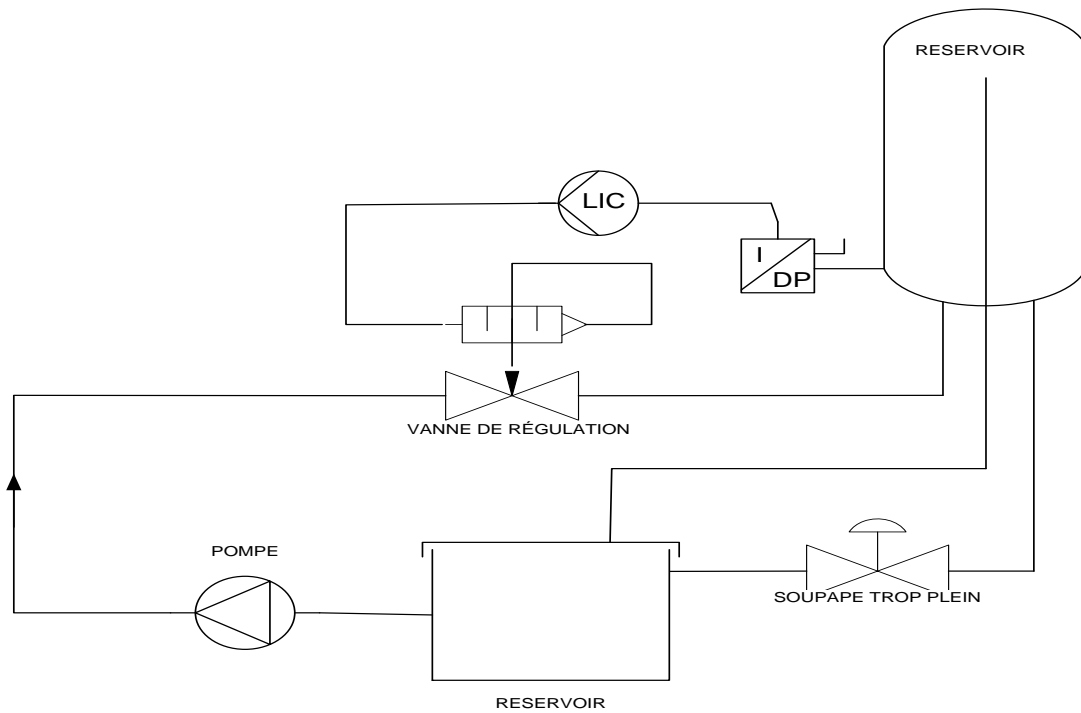 RESERVOIR
LIC
I
DP
VANNE DE RÉGULATION
POMPE
SOUPAPE TROP PLEIN
RESERVOIR